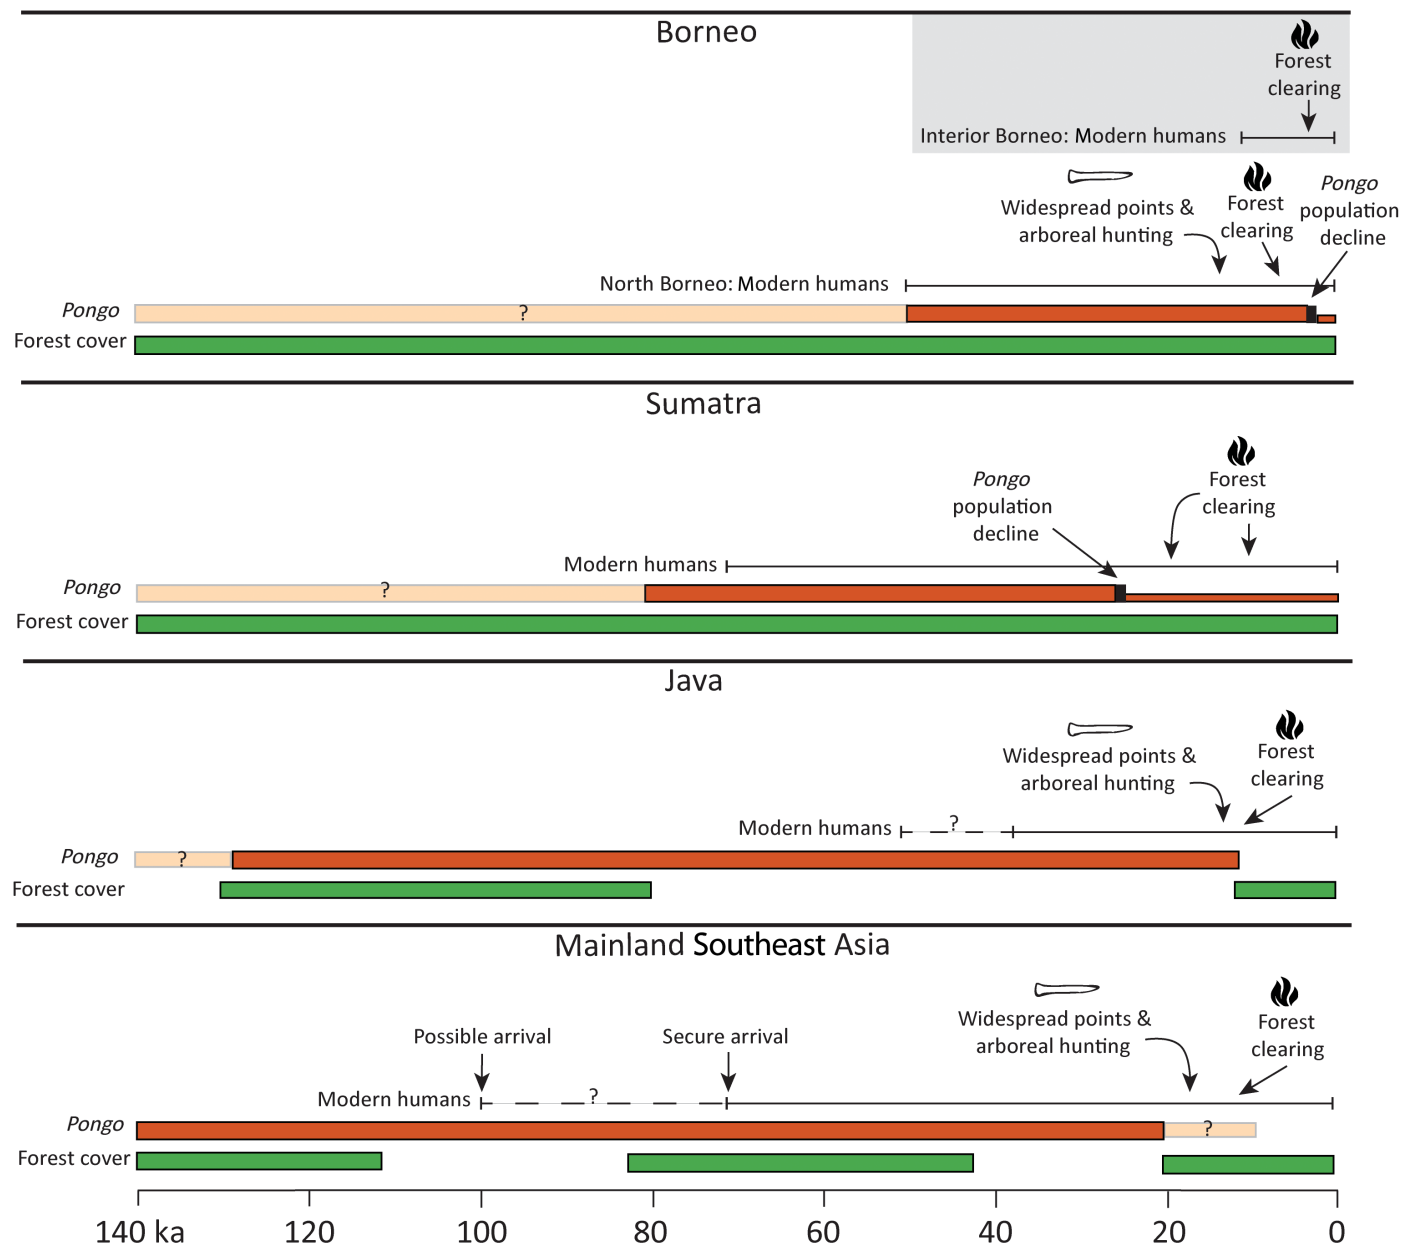 Borneo
Forest
clearing
Interior Borneo: Modern humans
Widespread points &
arboreal hunting
Forest
clearing
Pongo
population
decline
North Borneo: Modern humans
Pongo
?
Forest cover
Sumatra
Pongo
population
decline
Forest
clearing
Modern humans
Pongo
?
Forest cover
Java
Widespread points &
arboreal hunting
Forest
clearing
Modern humans
?
Pongo
?
Forest cover
Mainland Southeast Asia
Possible arrival
Secure arrival
Widespread points &
arboreal hunting
Forest
clearing
Modern humans
?
Pongo
?
Forest cover
140 ka 120 100 80 60 40 20 0